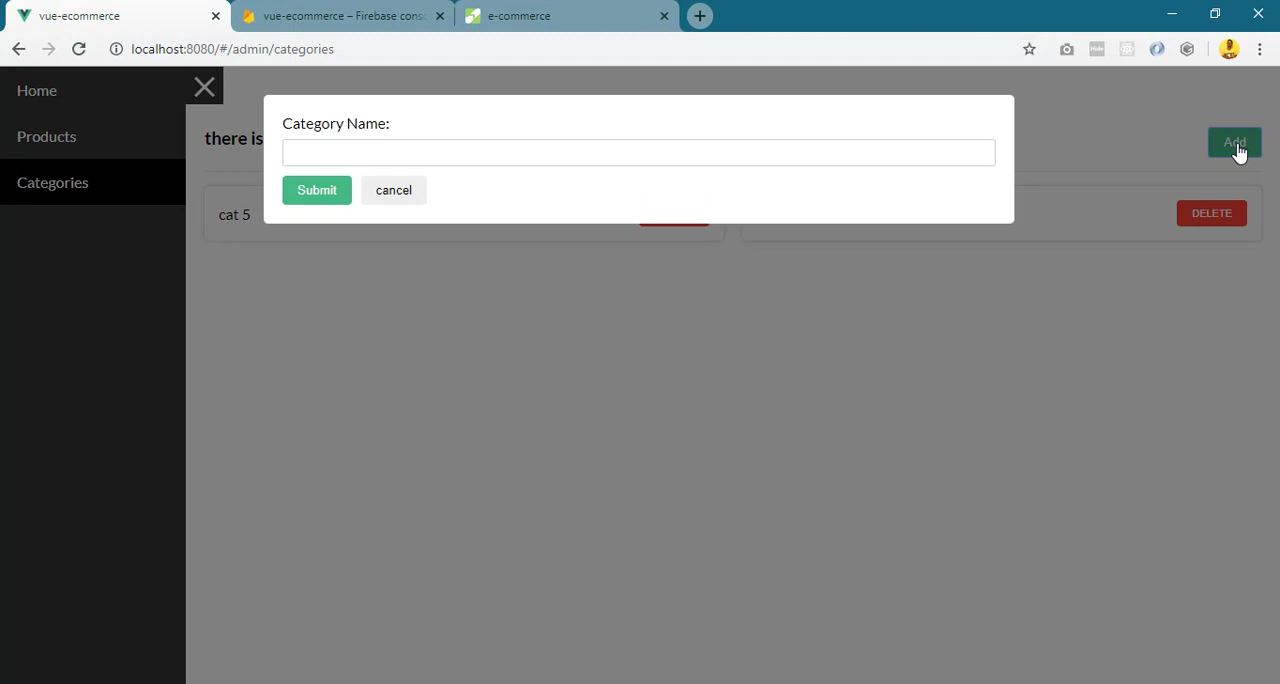 vue-ecommerce
vue-ecommerce – Firebase cons
e-commerce
localhost:8080/#/admin/categories
Home
Products
Categories
there is
Add
Category Name:
Submit
cancel
cat 5
DELETE